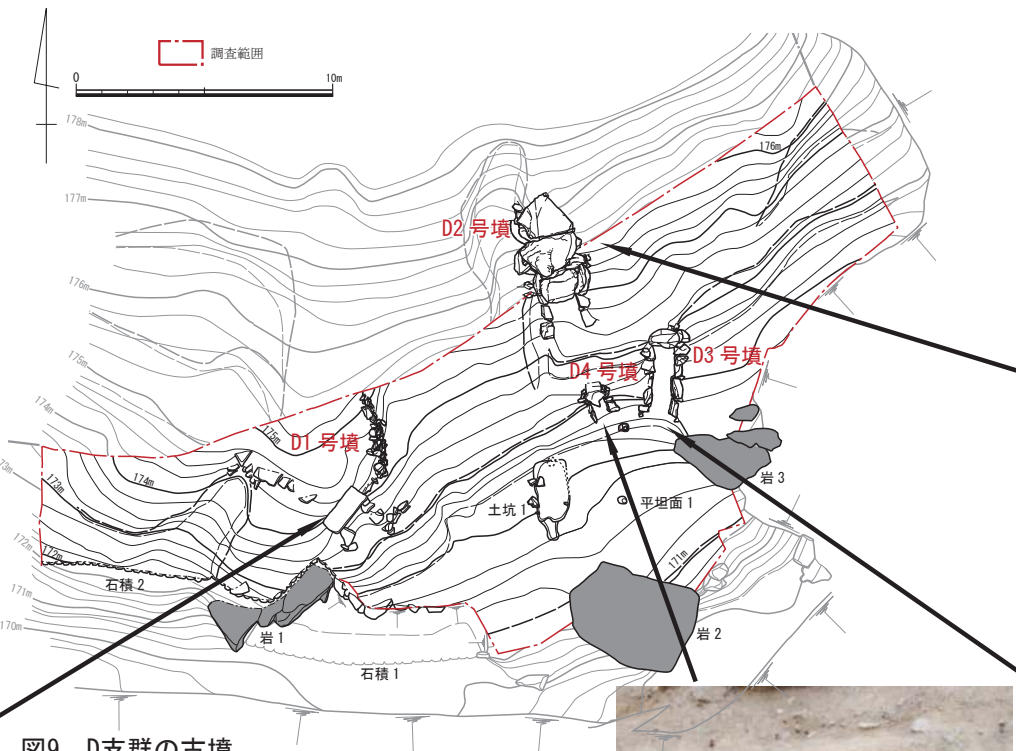 調査範囲
0 10m
178m
177m
176m
D2 号墳
176m
175m
D3 号墳
D4 号墳
174m
175m
D1 号墳
174m
173m
173m
岩 3
土坑 1
平坦面 1
172m
172m
171m
171m
石積 2
170m
岩 1
岩 2
石積 1
図9 D支群の古墳